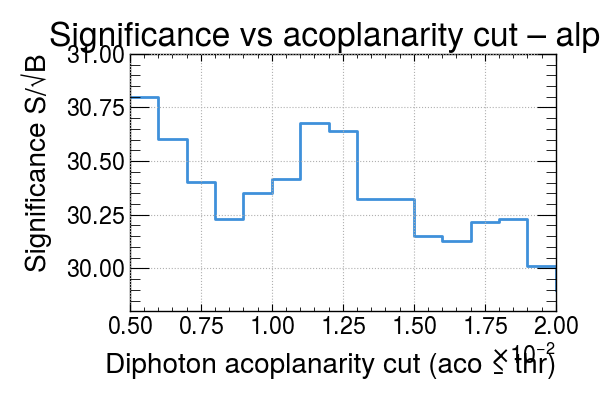 Significance vs acoplanarity cut – alp
Significance S/√B
31.00
30.75
30.50
30.25
30.00
0.50 0.75 1.00 1.25 1.50 1.75 2.00
×10⁻²
Diphoton acoplanarity cut (aco ≤ thr)